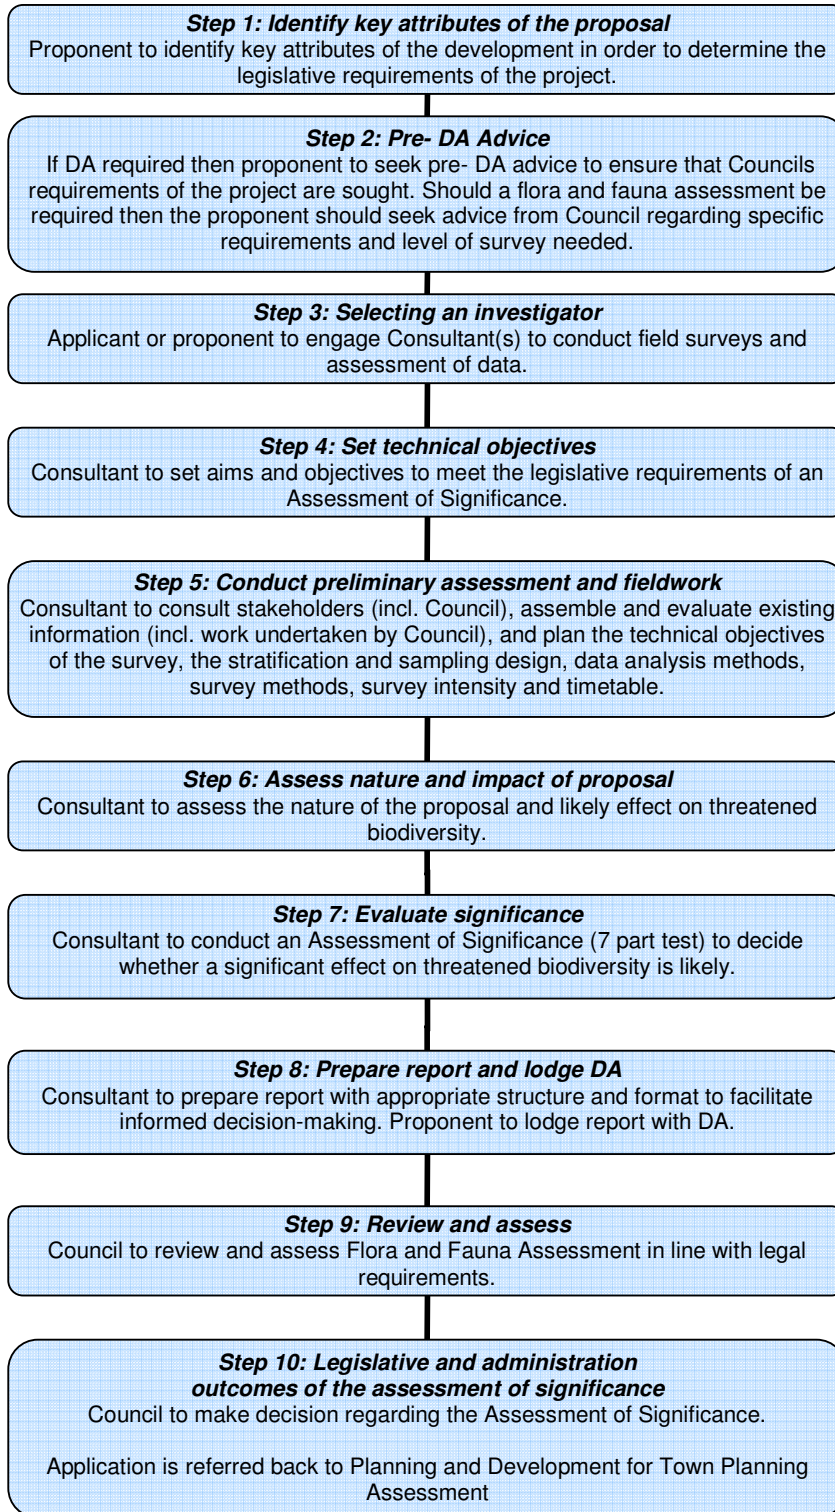 Step 1: Identify key attributes of the proposal
Proponent to identify key attributes of the development in order to determine the
legislative requirements of the project.
Step 2: Pre- DA Advice
If DA required then proponent to seek pre- DA advice to ensure that Councils
requirements of the project are sought. Should a flora and fauna assessment be
required then the proponent should seek advice from Council regarding specific
requirements and level of survey needed.
Step 3: Selecting an investigator
Applicant or proponent to engage Consultant(s) to conduct field surveys and
assessment of data.
Step 4: Set technical objectives
Consultant to set aims and objectives to meet the legislative requirements of an
Assessment of Significance.
Step 5: Conduct preliminary assessment and fieldwork
Consultant to consult stakeholders (incl. Council), assemble and evaluate existing
information (incl. work undertaken by Council), and plan the technical objectives
of the survey, the stratification and sampling design, data analysis methods,
survey methods, survey intensity and timetable.
Step 6: Assess nature and impact of proposal
Consultant to assess the nature of the proposal and likely effect on threatened
biodiversity.
Step 7: Evaluate significance
Consultant to conduct an Assessment of Significance (7 part test) to decide
whether a significant effect on threatened biodiversity is likely.
Step 8: Prepare report and lodge DA
Consultant to prepare report with appropriate structure and format to facilitate
informed decision-making. Proponent to lodge report with DA.
Step 9: Review and assess
Council to review and assess Flora and Fauna Assessment in line with legal
requirements.
Step 10: Legislative and administration
outcomes of the assessment of significance
Council to make decision regarding the Assessment of Significance.
Application is referred back to Planning and Development for Town Planning
Assessment